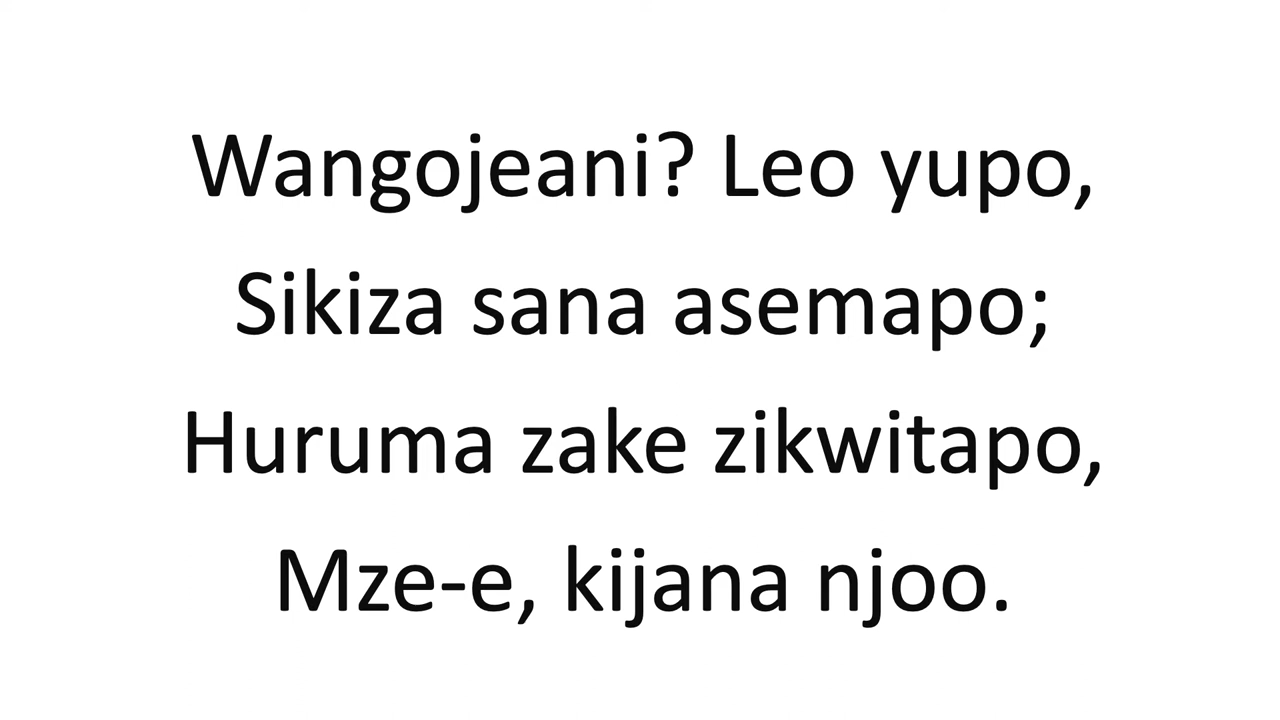 Wangojeani? Leo yupo,
Sikiza sana asemapo;
Huruma zake zikwitapo,
Mze-e, kijana njoo.